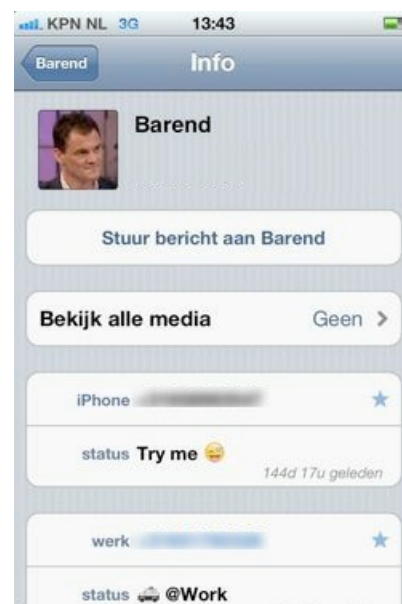 KPN NL 3G 13:43
Barend Info
Barend
Stuur bericht aan Barend
Bekijk alle media Geen
iPhone
status Try me 😜
144d 17u geleden
werk
status 🚓 @Work